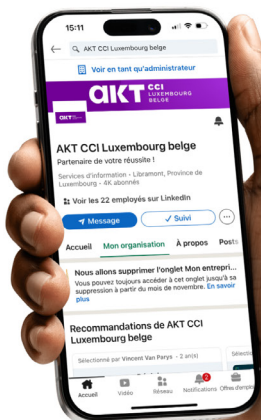 15:11
AKT CCI Luxembourg belge
Voir en tant qu'administrateur
akt CCI
LUXEMBOURG
BELGE
AKT
AKT CCI Luxembourg belge
Partenaire de votre réussite !
Services d'information - Libramont, Province de
Luxembourg - 4K abonnés
Voir les 22 employés sur LinkedIn
Message
✓ Suivi
Accueil Mon organisation À propos Posts
Nous allons supprimer l'onglet Mon entrepri...
Vous pouvez toujours accéder à cet onglet jusqu'à sa
suppression à partir du mois de novembre. En savoir
plus
Recommandations de AKT CCI
Luxembourg belge
Sélectionné par Vincent Van Parys - 2 an(s)
Accueil Vidéo Réseau Notifications Offres d'emploi